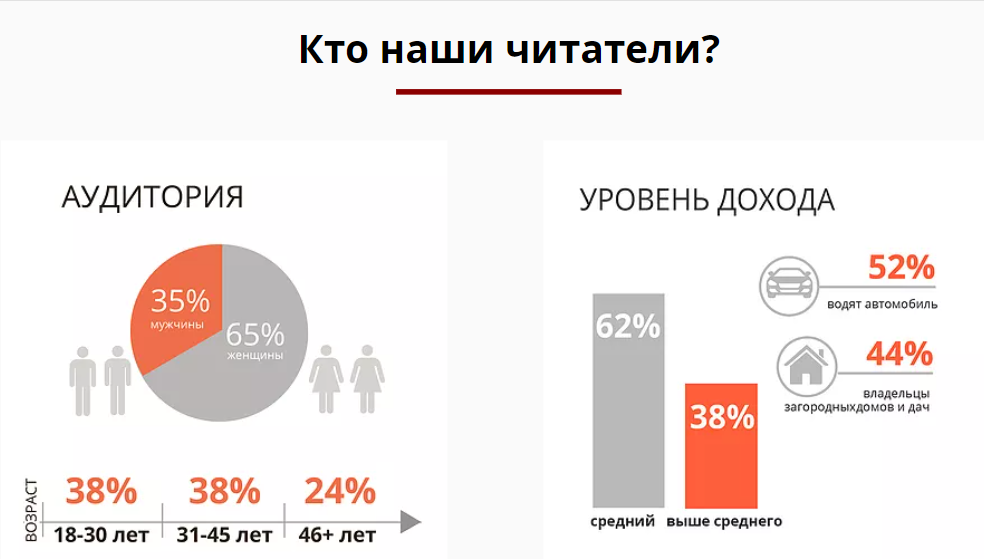 Кто наши читатели?
АУДИТОРИЯ
35%
мужчины
65%
женщины
ВОЗРАСТ
38% 38% 24%
18-30 лет 31-45 лет 46+ лет
УРОВЕНЬ ДОХОДА
62%
38%
средний выше среднего
52%
водят автомобиль
44%
владельцы
загородныхдомов и дач